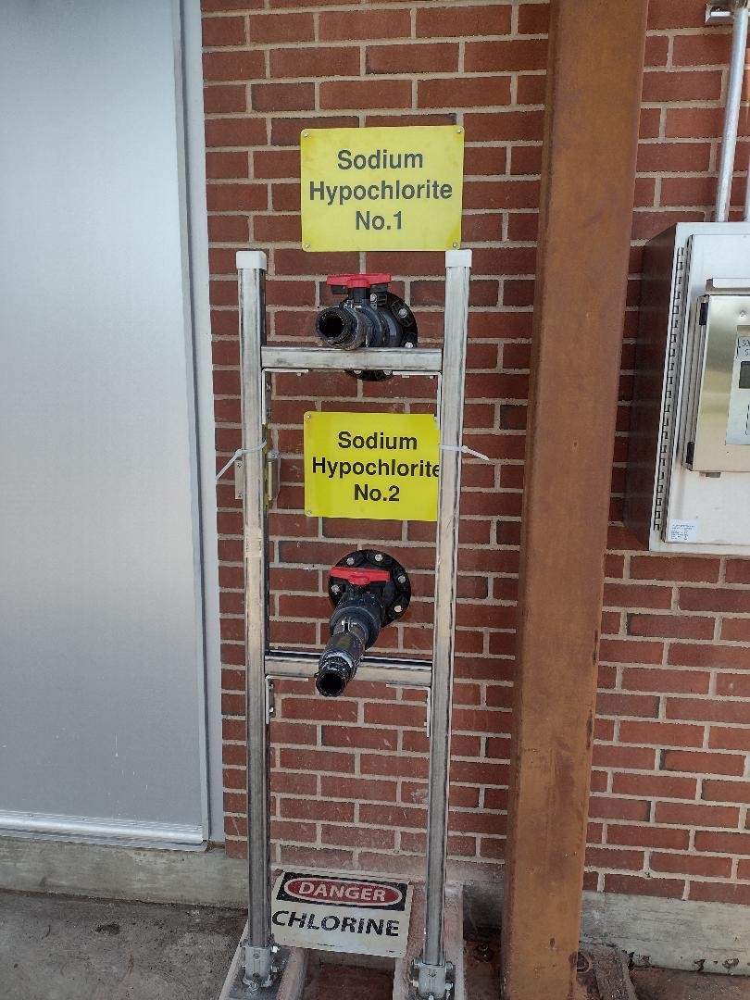 Sodium
Hypochlorite
No.1
Sodium
Hypochlorite
No.2
DANGER
CHLORINE